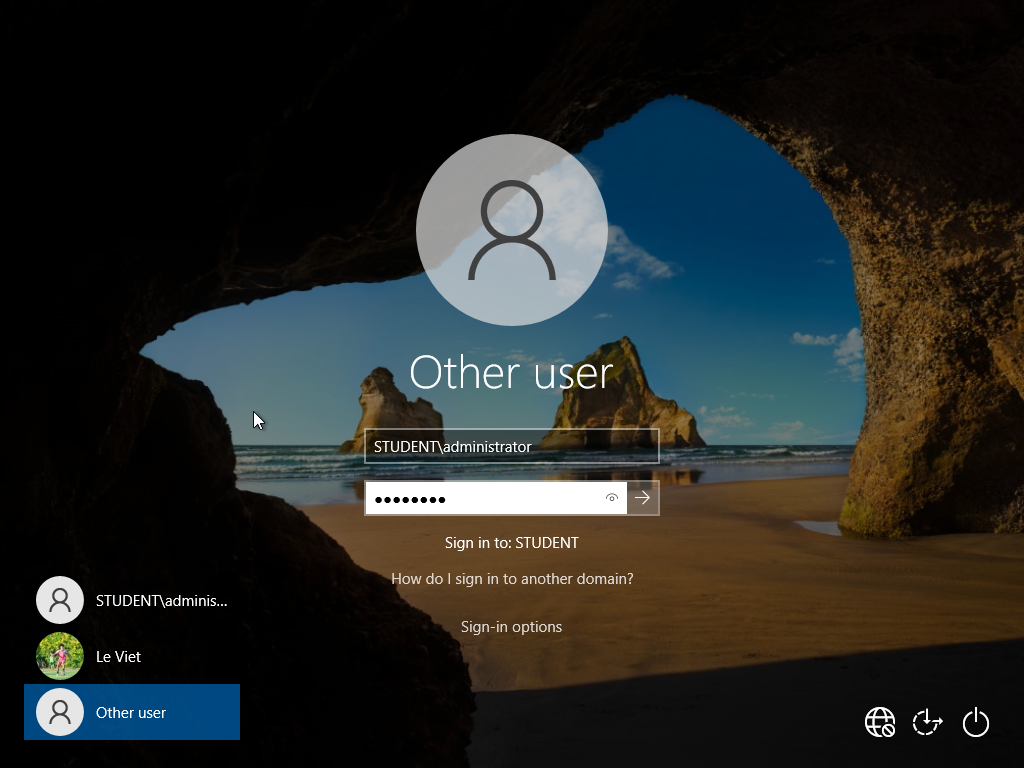 Other user
STUDENT\administrator
••••••••
Sign in to: STUDENT
How do I sign in to another domain?
Sign-in options
STUDENT\adminis...
Le Viet
Other user